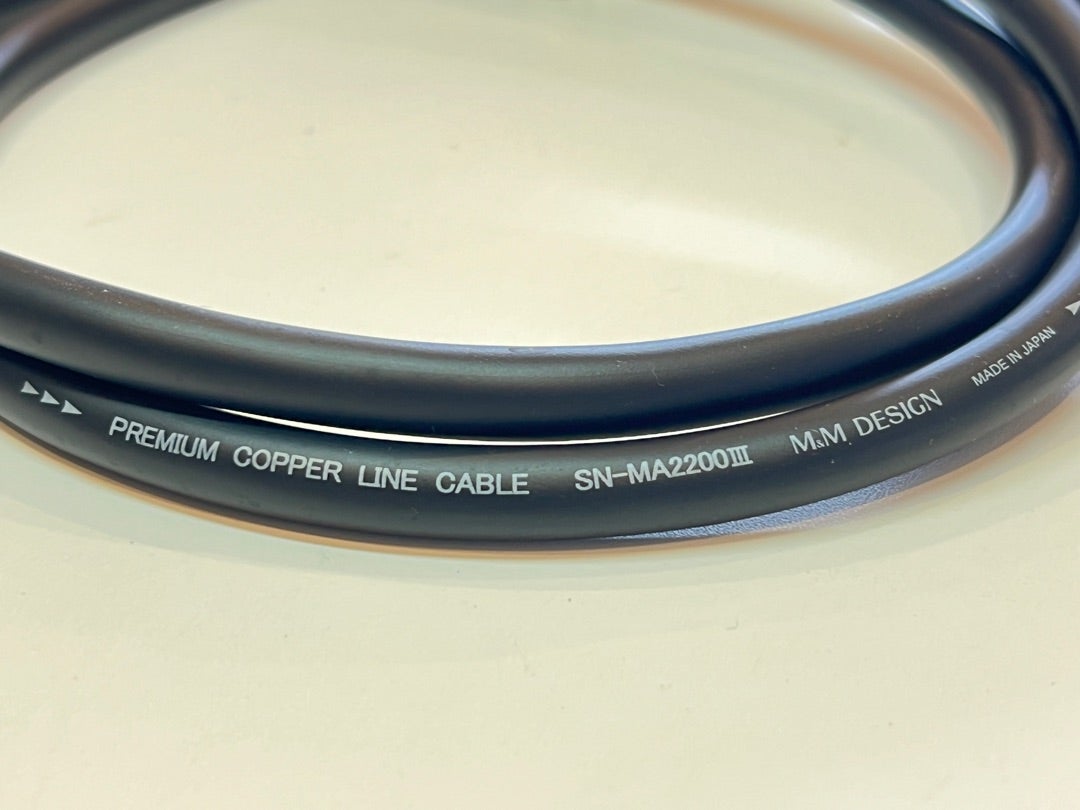 ▷▷▷ PREMIUM COPPER LINE CABLE SN-MA2200III M&M DESIGN MADE IN JAPAN ▷